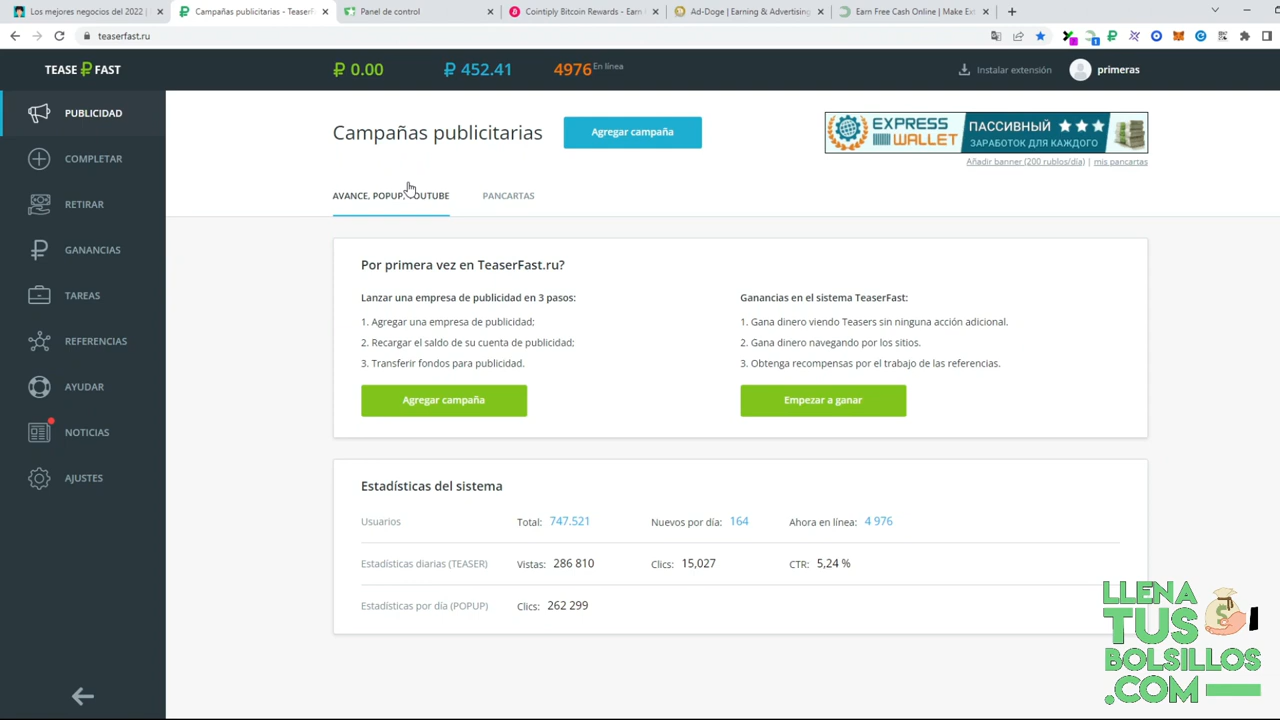 Los mejores negocios del 2022 |
Campañas publicitarias - TeaserF
Panel de control
Cointiply Bitcoin Rewards - Earn
Ad-Doge | Earning & Advertising
Earn Free Cash Online | Make Ext
teaserfast.ru
TEASE₽FAST
₽ 0.00
₽ 452.41
4976 En línea
Instalar extensión
primeras
PUBLICIDAD
COMPLETAR
RETIRAR
GANANCIAS
TAREAS
REFERENCIAS
AYUDAR
NOTICIAS
AJUSTES
Campañas publicitarias
Agregar campaña
EXPRESS WALLET
ПАССИВНЫЙ
ЗАРАБОТОК ДЛЯ КАЖДОГО
Añadir banner (200 rublos/día) | mis pancartas
AVANCE, POPUP, YOUTUBE
PANCARTAS
Por primera vez en TeaserFast.ru?
Lanzar una empresa de publicidad en 3 pasos:
1. Agregar una empresa de publicidad;
2. Recargar el saldo de su cuenta de publicidad;
3. Transferir fondos para publicidad.
Agregar campaña
Ganancias en el sistema TeaserFast:
1. Gana dinero viendo Teasers sin ninguna acción adicional.
2. Gana dinero navegando por los sitios.
3. Obtenga recompensas por el trabajo de las referencias.
Empezar a ganar
Estadísticas del sistema
Usuarios Total: 747.521 Nuevos por día: 164 Ahora en línea: 4 976
Estadísticas diarias (TEASER) Vistas: 286 810 Clics: 15,027 CTR: 5,24 %
Estadísticas por día (POPUP) Clics: 262 299
LLENA
TUS
BOLSILLOS
.COM